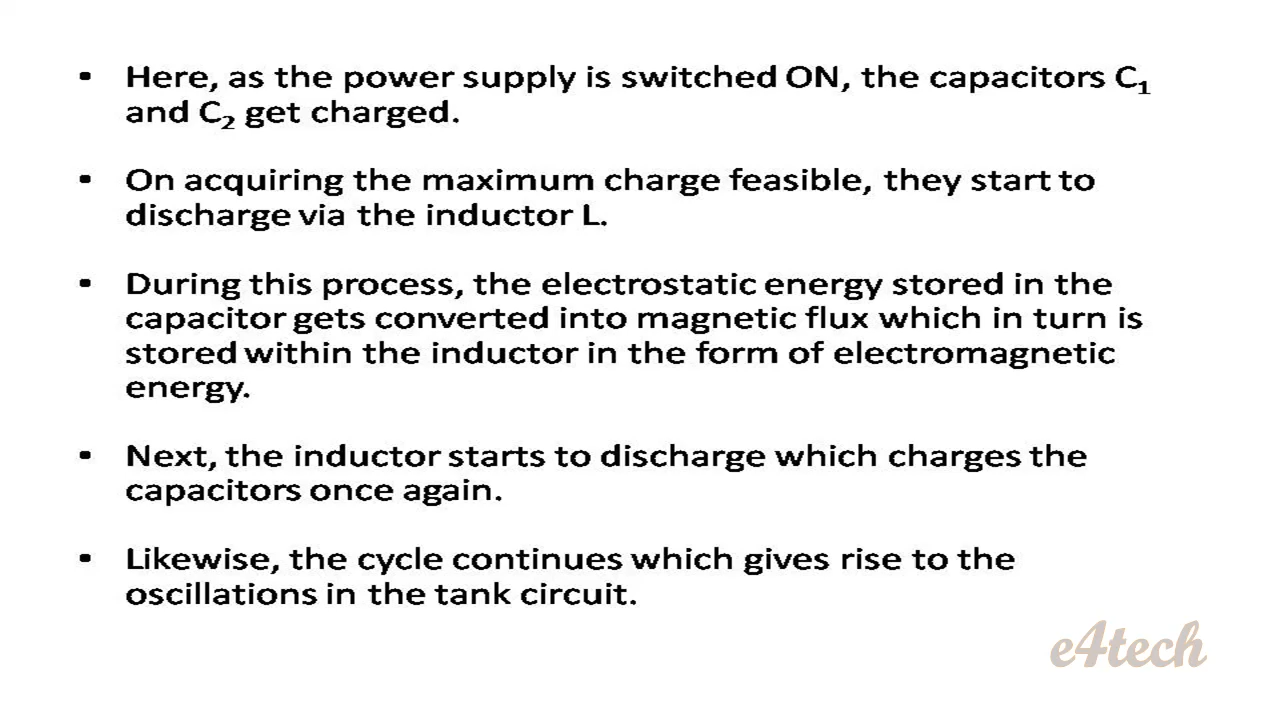 • Here, as the power supply is switched ON, the capacitors C₁
and C₂ get charged.
• On acquiring the maximum charge feasible, they start to
discharge via the inductor L.
• During this process, the electrostatic energy stored in the
capacitor gets converted into magnetic flux which in turn is
stored within the inductor in the form of electromagnetic
energy.
• Next, the inductor starts to discharge which charges the
capacitors once again.
• Likewise, the cycle continues which gives rise to the
oscillations in the tank circuit.
e4tech